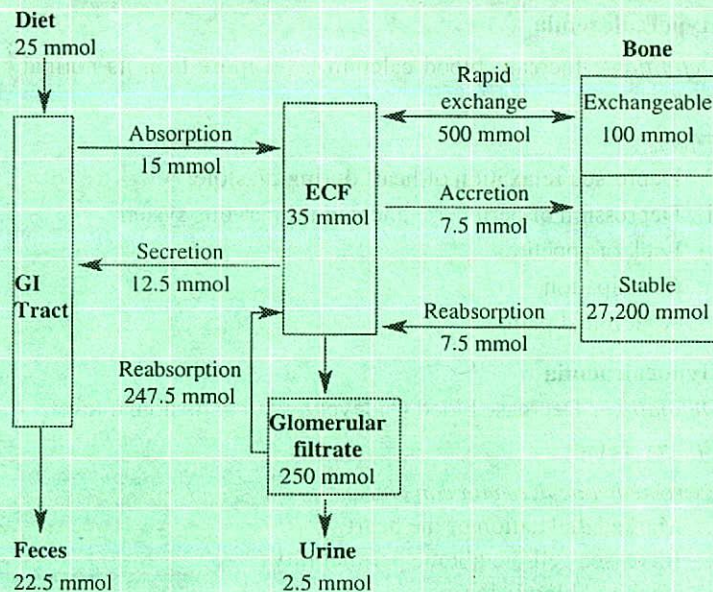 Diet
25 mmol
Bone
Rapid
exchange
500 mmol
Exchangeable
100 mmol
Absorption
15 mmol
ECF
35 mmol
Accretion
7.5 mmol
Secretion
12.5 mmol
GI
Tract
Stable
27,200 mmol
Reabsorption
7.5 mmol
Reabsorption
247.5 mmol
Glomerular
filtrate
250 mmol
Feces
22.5 mmol
Urine
2.5 mmol